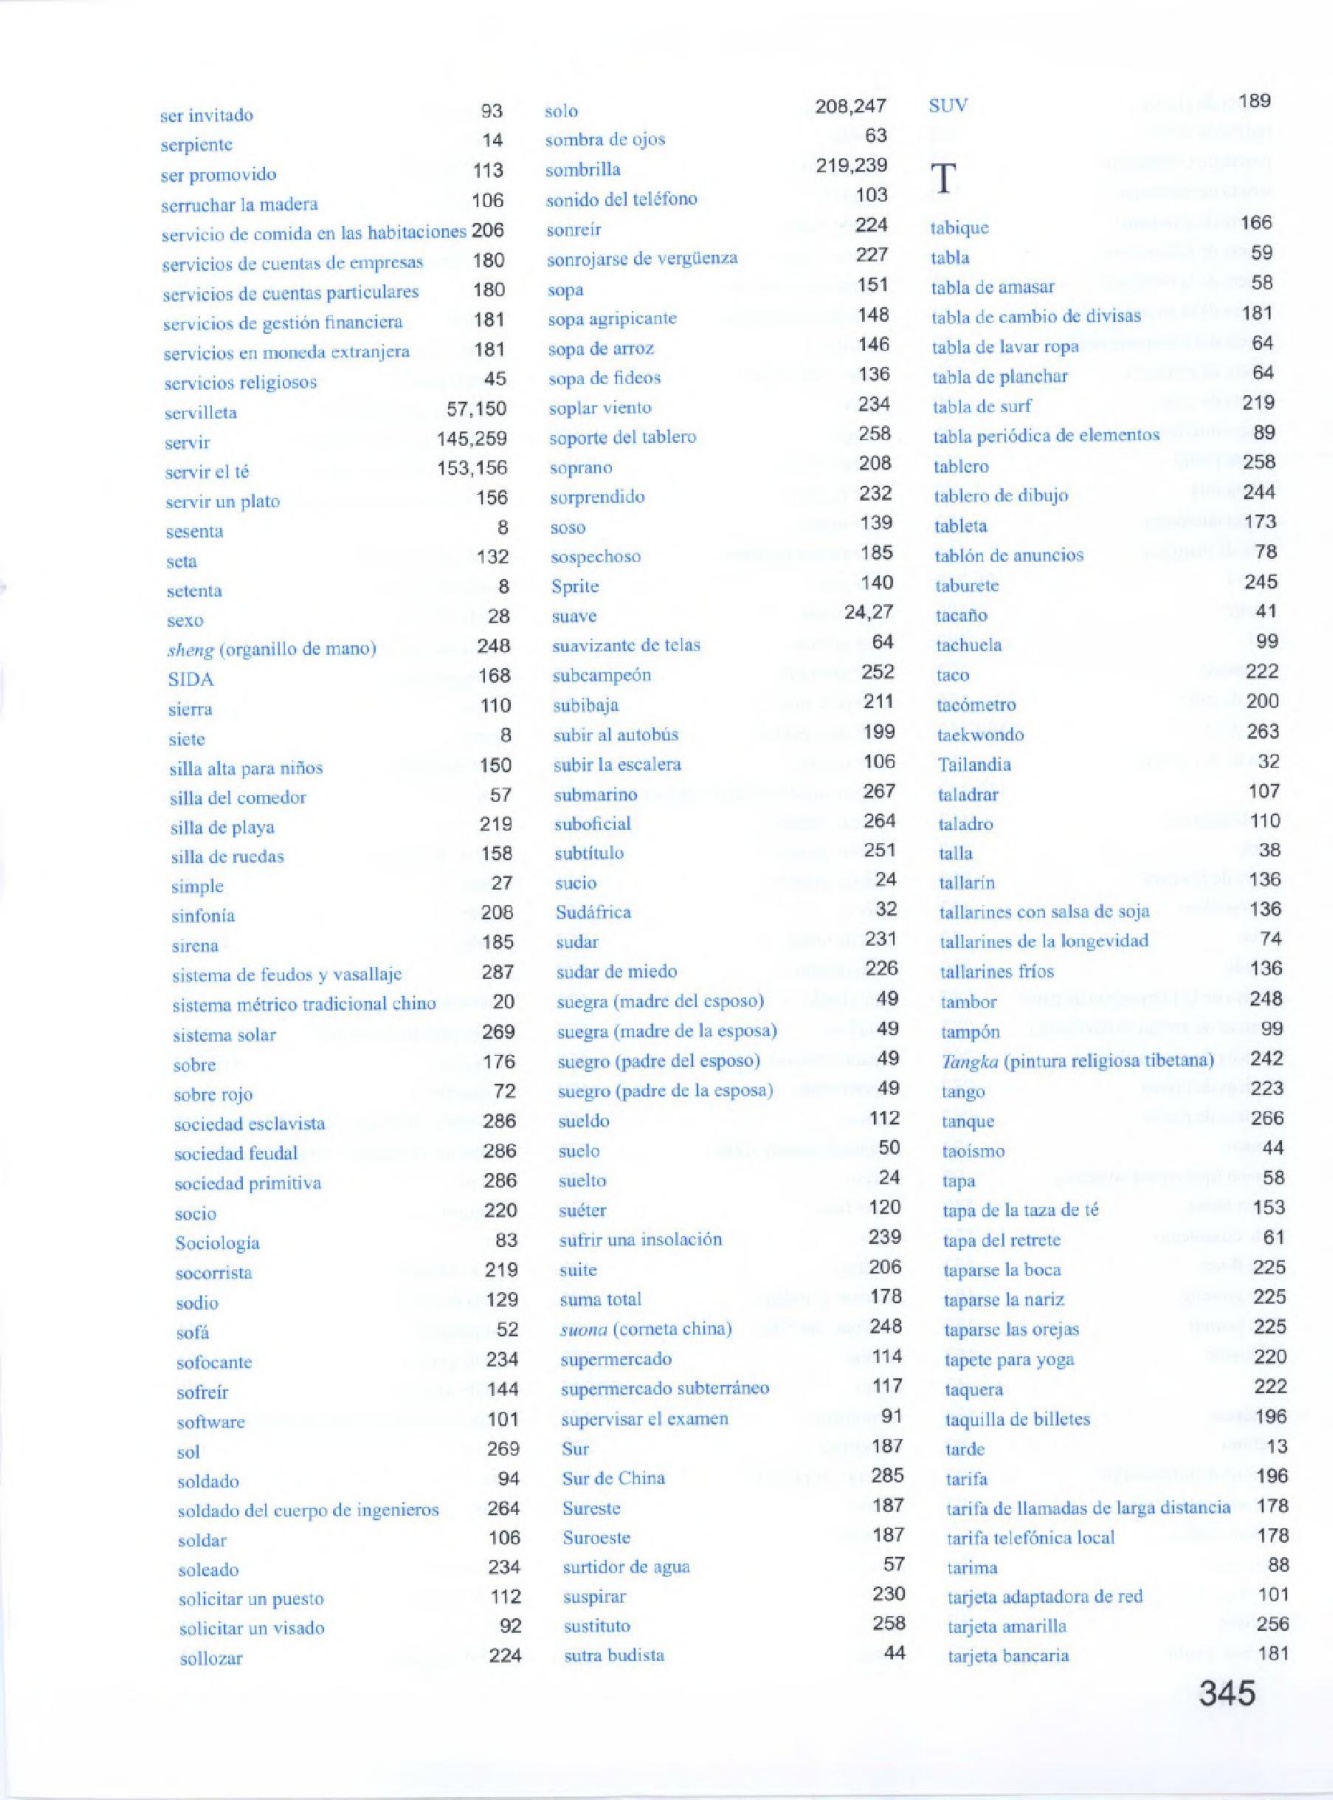 ser invitado 93
serpiente 14
ser promovido 113
serruchar la madera 106
servicio de comida en las habitaciones 206
servicios de cuentas de empresas 180
servicios de cuentas particulares 180
servicios de gestión financiera 181
servicios en moneda extranjera 181
servicios religiosos 45
servilleta 57,150
servir 145,259
servir el té 153,156
servir un plato 156
sesenta 8
seta 132
setenta 8
sexo 28
sheng (organillo de mano) 248
SIDA 168
sierra 110
siete 8
silla alta para niños 150
silla del comedor 57
silla de playa 219
silla de ruedas 158
simple 27
sinfonía 208
sirena 185
sistema de feudos y vasallaje 287
sistema métrico tradicional chino 20
sistema solar 269
sobre 176
sobre rojo 72
sociedad esclavista 286
sociedad feudal 286
sociedad primitiva 286
socio 220
Sociología 83
socorrista 219
sodio 129
sofá 52
sofocante 234
sofreír 144
software 101
sol 269
soldado 94
soldado del cuerpo de ingenieros 264
soldar 106
soleado 234
solicitar un puesto 112
solicitar un visado 92
sollozar 224
solo 208,247
sombra de ojos 63
sombrilla 219,239
sonido del teléfono 103
sonreír 224
sonrojarse de vergüenza 227
sopa 151
sopa agripicante 148
sopa de arroz 146
sopa de fideos 136
soplar viento 234
soporte del tablero 258
soprano 208
sorprendido 232
soso 139
sospechoso 185
Sprite 140
suave 24,27
suavizante de telas 64
subcampeón 252
subibaja 211
subir al autobús 199
subir la escalera 106
submarino 267
suboficial 264
subtítulo 251
sucio 24
Sudáfrica 32
sudar 231
sudar de miedo 226
suegra (madre del esposo) 49
suegra (madre de la esposa) 49
suegro (padre del esposo) 49
suegro (padre de la esposa) 49
sueldo 112
suelo 50
suelto 24
suéter 120
sufrir una insolación 239
suite 206
suma total 178
suona (corneta china) 248
supermercado 114
supermercado subterráneo 117
supervisar el examen 91
Sur 187
Sur de China 285
Sureste 187
Suroeste 187
surtidor de agua 57
suspirar 230
sustituto 258
sutra budista 44
SUV 189
T
tabique 166
tabla 59
tabla de amasar 58
tabla de cambio de divisas 181
tabla de lavar ropa 64
tabla de planchar 64
tabla de surf 219
tabla periódica de elementos 89
tablero 258
tablero de dibujo 244
tableta 173
tablón de anuncios 78
taburete 245
tacaño 41
tachuela 99
taco 222
tacómetro 200
taekwondo 263
Tailandia 32
taladrar 107
taladro 110
talla 38
tallarín 136
tallarines con salsa de soja 136
tallarines de la longevidad 74
tallarines fríos 136
tambor 248
tampón 99
Tangka (pintura religiosa tibetana) 242
tango 223
tanque 266
taoísmo 44
tapa 58
tapa de la taza de té 153
tapa del retrete 61
taparse la boca 225
taparse la nariz 225
taparse las orejas 225
tapete para yoga 220
taquera 222
taquilla de billetes 196
tarde 13
tarifa 196
tarifa de llamadas de larga distancia 178
tarifa telefónica local 178
tarima 88
tarjeta adaptadora de red 101
tarjeta amarilla 256
tarjeta bancaria 181
345